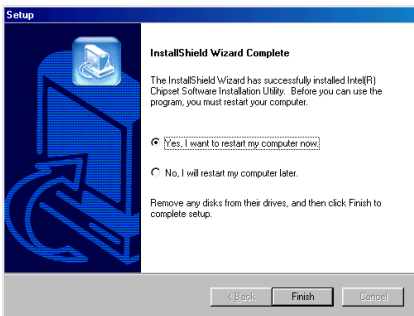 Setup
InstallShield Wizard Complete
The InstallShield Wizard has successfully installed Intel(R)
Chipset Software Installation Utility. Before you can use the
program, you must restart your computer.
Yes, I want to restart my computer now.
No, I will restart my computer later.
Remove any disks from their drives, and then click Finish to
complete setup.
< Back
Finish
Cancel